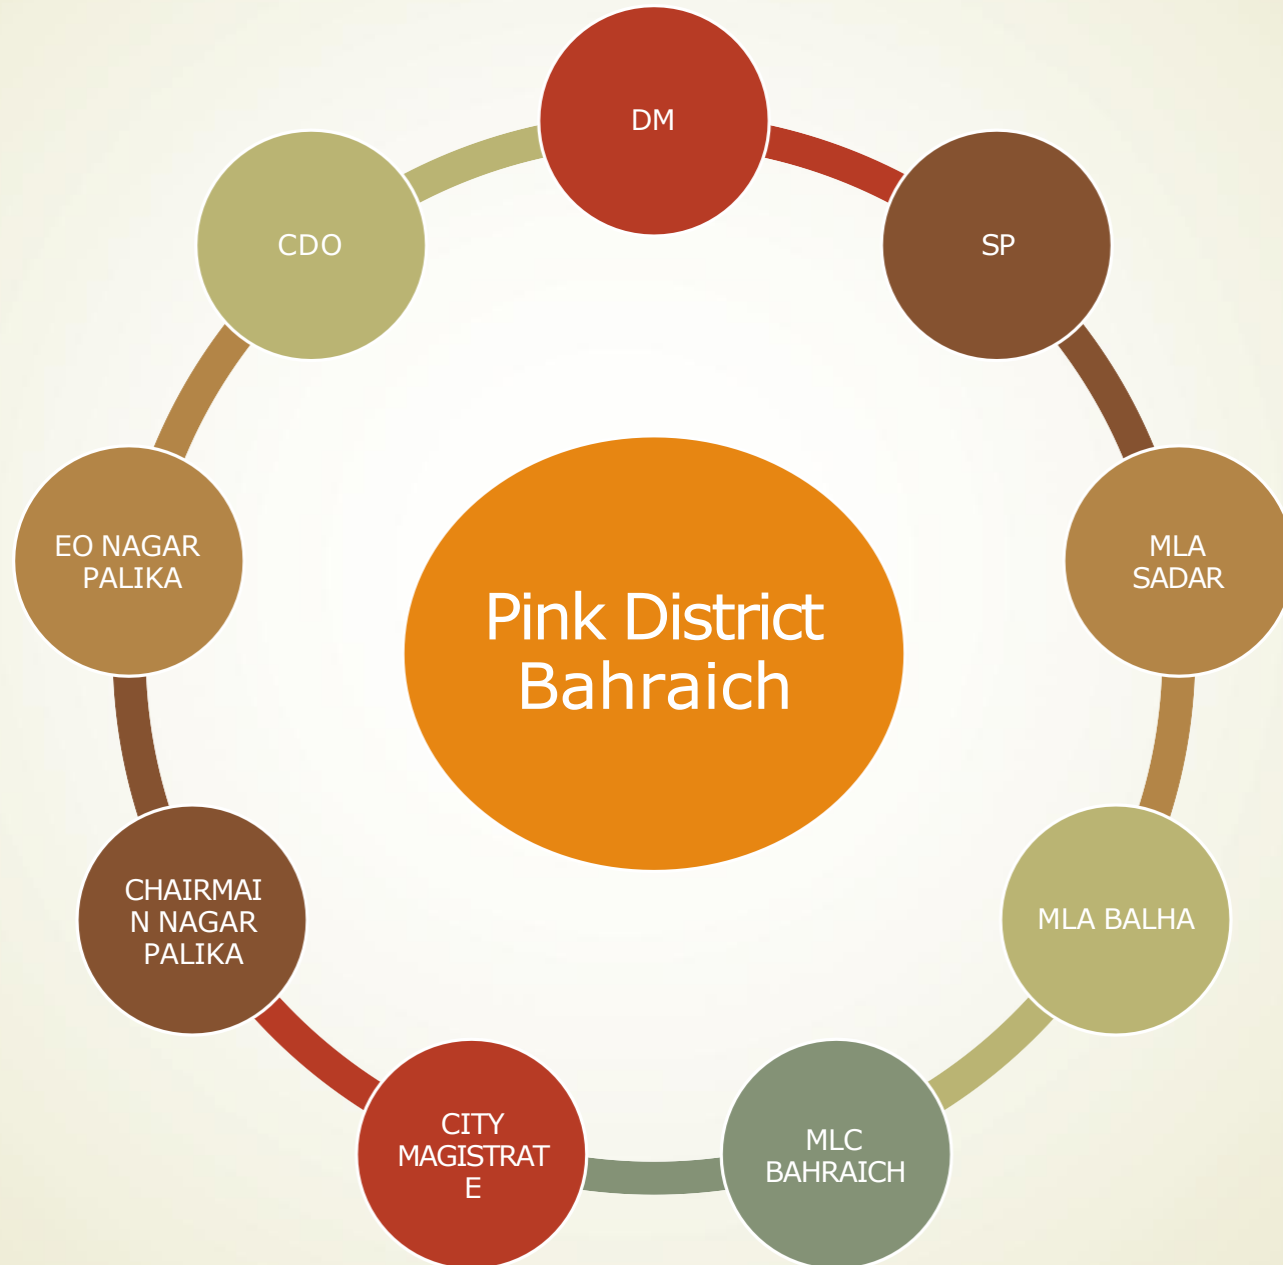 DM
SP
MLA
SADAR
MLA BALHA
MLC
BAHRAICH
CITY
MAGISTRAT
E
CHAIRMAI
N NAGAR
PALIKA
EO NAGAR
PALIKA
CDO
Pink District
Bahraich